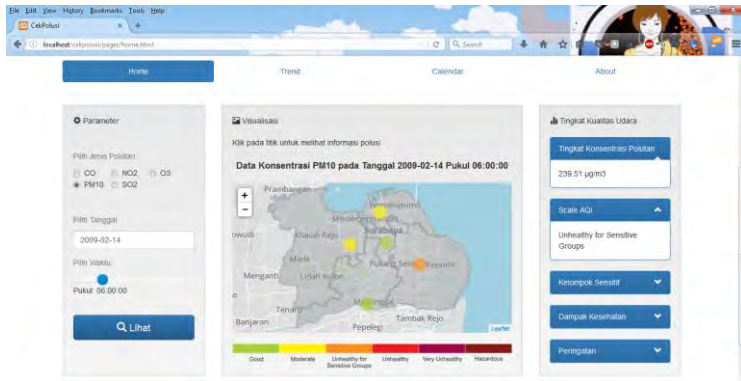 File Edit View History Bookmarks Tools Help
CekPolusi
localhost/cekpolusi/pages/home.html
Search
Home Trend Calendar About
Parameter
Pilih Jenis Polutan
CO NO2 O3
PM10 SO2
Pilih Tanggal
2009-02-14
Pilih Waktu
Pukul: 06:00:00
Lihat
Visualisasi
Klik pada titik untuk melihat informasi polusi
Data Konsentrasi PM10 pada Tanggal 2009-02-14 Pukul 06:00:00
+
−
Prambangan
Surabaya
Menganti
Banjaran
Pepelegi
Tambak Rejo
Leaflet
Good Moderate Unhealthy for Sensitive Groups Unhealthy Very Unhealthy Hazardous
Tingkat Kualitas Udara
Tingkat Konsentrasi Polutan
239.51 µg/m3
Scale AQI
Unhealthy for Sensitive
Groups
Kelompok Sensitif
Dampak Kesehatan
Peringatan